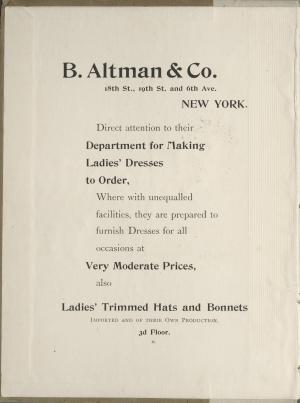 B. Altman & Co.
18th St., 19th St. and 6th Ave.
NEW YORK.
Direct attention to their
Department for Making
Ladies' Dresses
to Order,
Where with unequalled
facilities, they are prepared to
furnish Dresses for all
occasions at
Very Moderate Prices,
also
Ladies' Trimmed Hats and Bonnets
Imported and of their Own Production.
3d Floor.